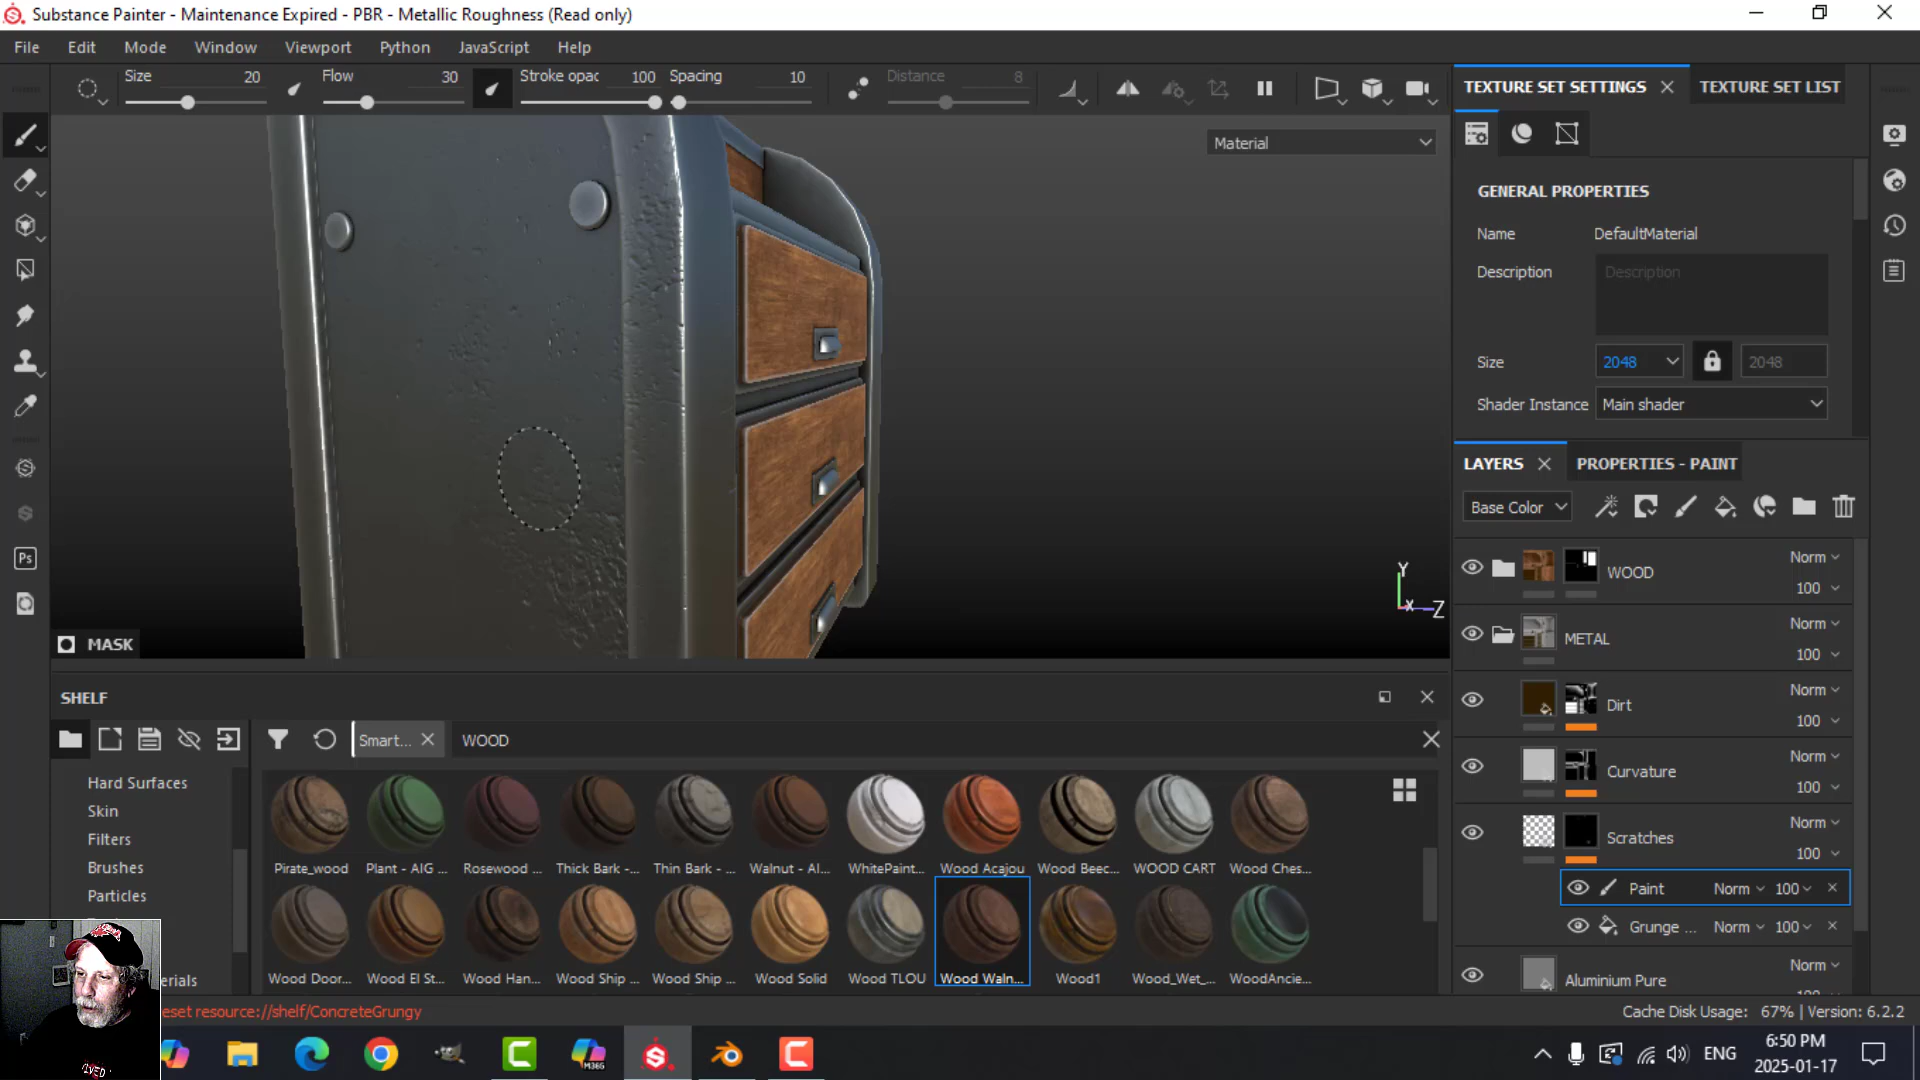 Substance Painter - Maintenance Expired - PBR - Metallic Roughness (Read only)
File Edit Mode Window Viewport Python JavaScript Help
Size 20 Flow 30 Stroke opac 100 Spacing 10 Distance 8
TEXTURE SET SETTINGS TEXTURE SET LIST
Material
GENERAL PROPERTIES
Name DefaultMaterial
Description Description
Size 2048 2048
Shader Instance Main shader
LAYERS PROPERTIES - PAINT
Base Color
WOOD Norm 100
METAL Norm 100
Dirt Norm 100
Curvature Norm 100
Scratches Norm 100
Paint Norm 100
Grunge ... Norm 100
Aluminium Pure Norm
Y
X Z
MASK
SHELF
Smart... WOOD
Hard Surfaces
Skin
Filters
Brushes
Particles
erials
Pirate_wood Plant - AIG ... Rosewood ... Thick Bark -... Thin Bark - ... Walnut - AI... WhitePaint... Wood Acajou Wood Beec... WOOD CART Wood Ches...
Wood Door... Wood El St... Wood Han... Wood Ship ... Wood Ship ... Wood Solid Wood TLOU Wood Waln... Wood1 Wood_Wet_... WoodAncie...
eset resource://shelf/ConcreteGrungy
Cache Disk Usage: 67% | Version: 6.2.2
Ps
M365
ENG
6:50 PM
2025-01-17